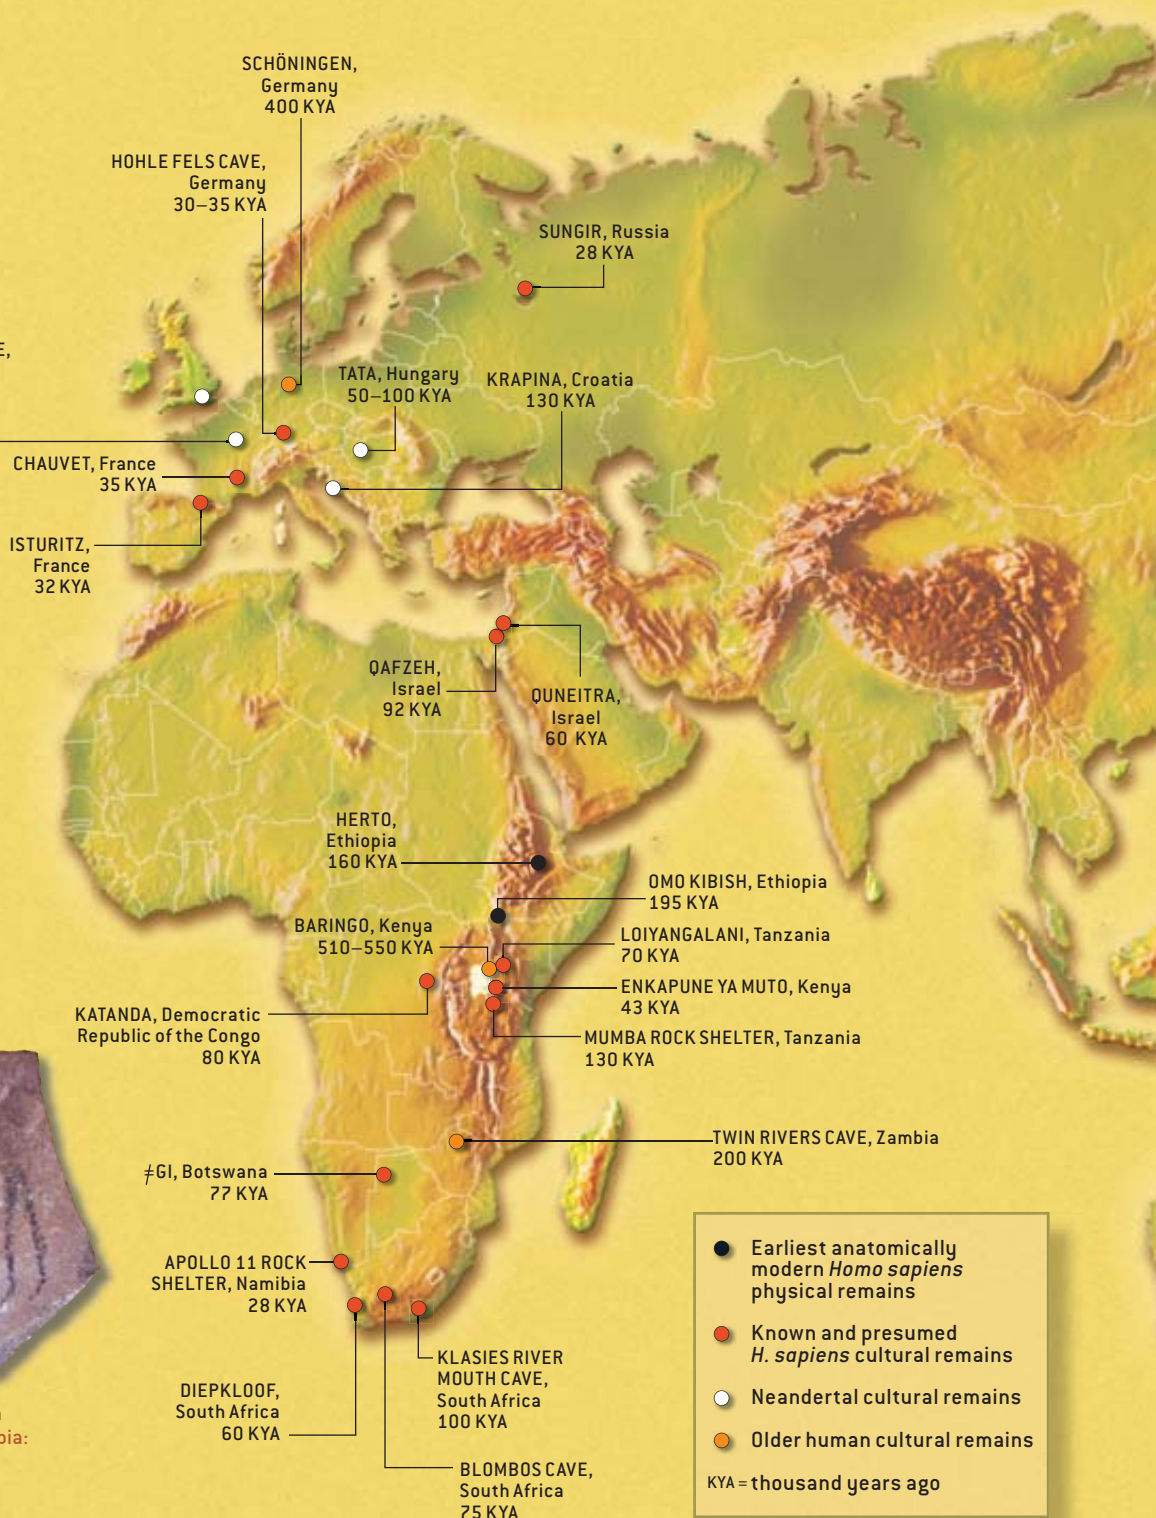 SCHÖNINGEN,
Germany
400 KYA
HOHLE FELS CAVE,
Germany
30–35 KYA
SUNGIR, Russia
28 KYA
E,
TATA, Hungary
50–100 KYA
KRAPINA, Croatia
130 KYA
CHAUVET, France
35 KYA
ISTURITZ,
France
32 KYA
QAFZEH,
Israel
92 KYA
QUNEITRA,
Israel
60 KYA
HERTO,
Ethiopia
160 KYA
OMO KIBISH, Ethiopia
195 KYA
BARINGO, Kenya
510–550 KYA
LOIYANGALANI, Tanzania
70 KYA
ENKAPUNE YA MUTO, Kenya
43 KYA
KATANDA, Democratic
Republic of the Congo
80 KYA
MUMBA ROCK SHELTER, Tanzania
130 KYA
TWIN RIVERS CAVE, Zambia
200 KYA
≠GI, Botswana
77 KYA
APOLLO 11 ROCK
SHELTER, Namibia
28 KYA
KLASIES RIVER
MOUTH CAVE,
South Africa
100 KYA
DIEPKLOOF,
South Africa
60 KYA
BLOMBOS CAVE,
South Africa
75 KYA
Earliest anatomically
modern Homo sapiens
physical remains
Known and presumed
H. sapiens cultural remains
Neandertal cultural remains
Older human cultural remains
KYA = thousand years ago
bia: